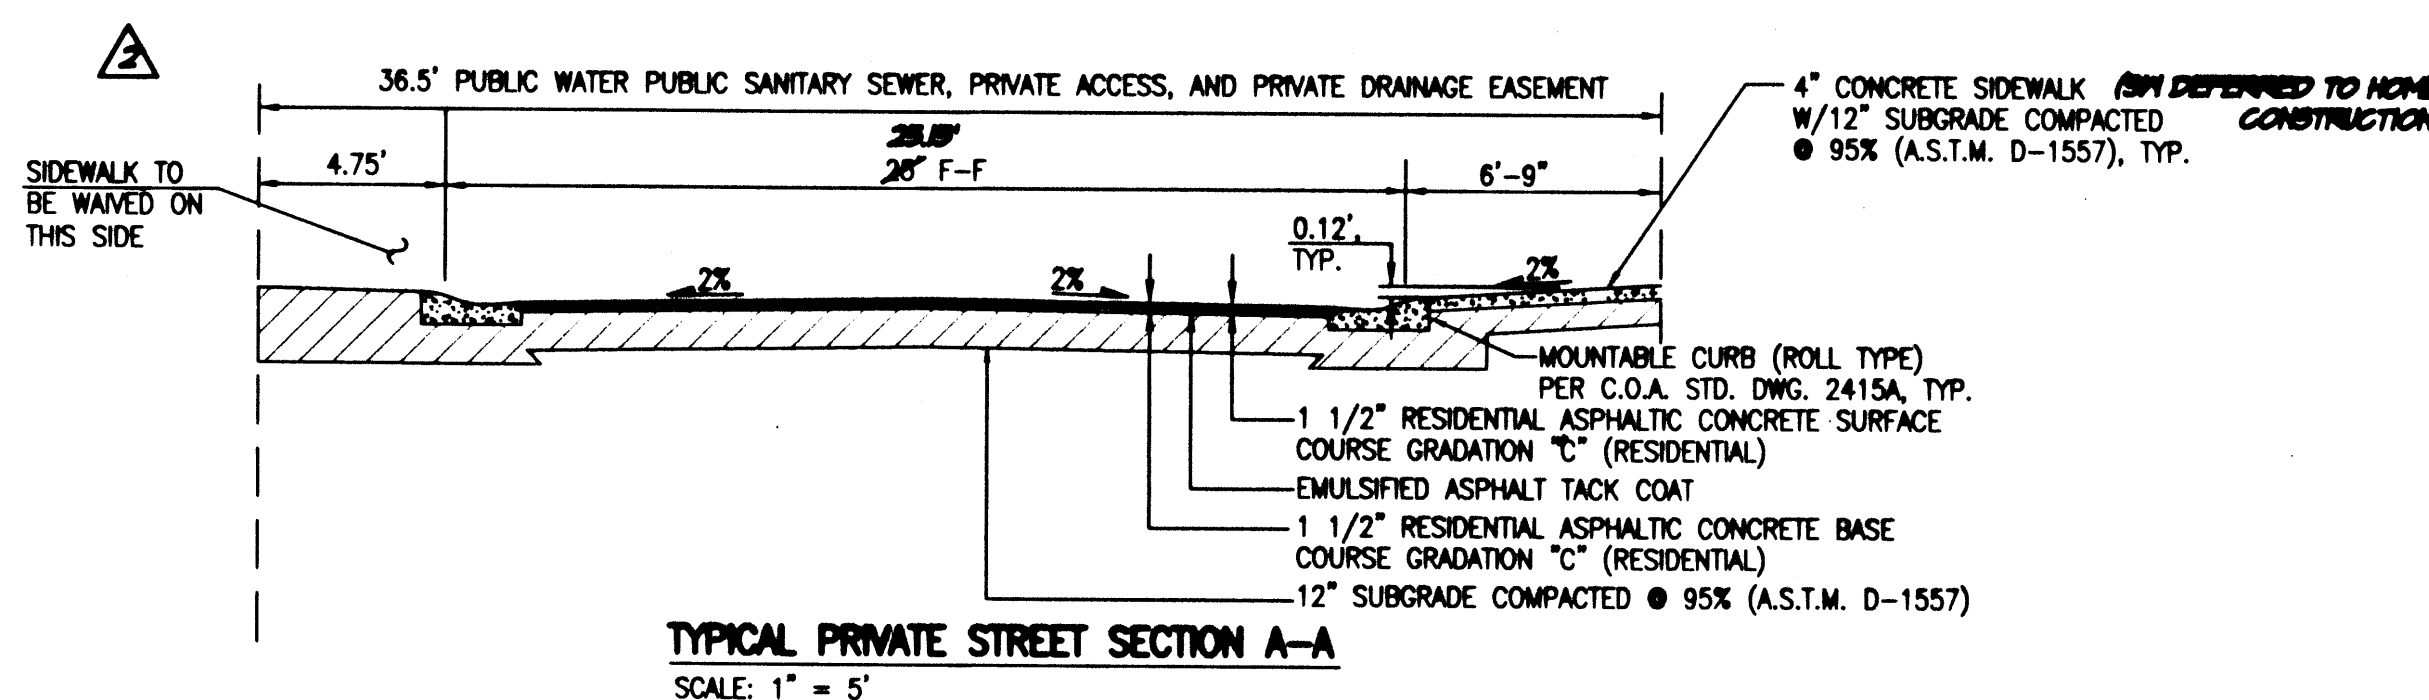 2
36.5' PUBLIC WATER PUBLIC SANITARY SEWER, PRIVATE ACCESS, AND PRIVATE DRAINAGE EASEMENT
4" CONCRETE SIDEWALK DEFERRED TO HOME
W/12" SUBGRADE COMPACTED CONSTRUCTION
@ 95% (A.S.T.M. D-1557), TYP.
SIDEWALK TO
BE WAIVED ON
THIS SIDE
4.75'
F-F
6'-9"
0.12',
TYP.
2%
2%
2%
MOUNTABLE CURB (ROLL TYPE)
PER C.O.A. STD. DWG. 2415A, TYP.
1 1/2" RESIDENTIAL ASPHALTIC CONCRETE SURFACE
COURSE GRADATION "C" (RESIDENTIAL)
EMULSIFIED ASPHALT TACK COAT
1 1/2" RESIDENTIAL ASPHALTIC CONCRETE BASE
COURSE GRADATION "C" (RESIDENTIAL)
12" SUBGRADE COMPACTED @ 95% (A.S.T.M. D-1557)
TYPICAL PRIVATE STREET SECTION A-A
SCALE: 1" = 5'